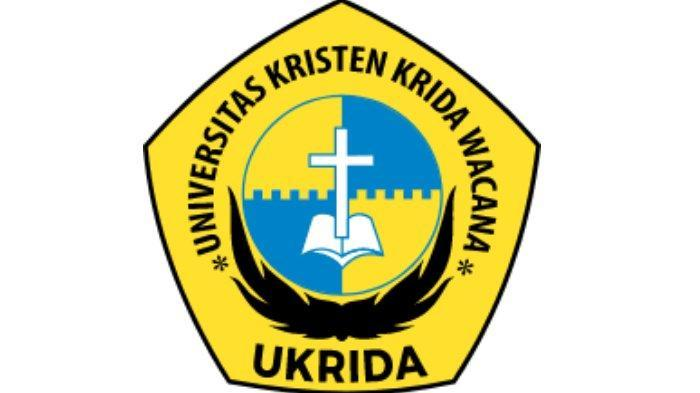 * UNIVERSITAS KRISTEN KRIDA WACANA *
UKRIDA